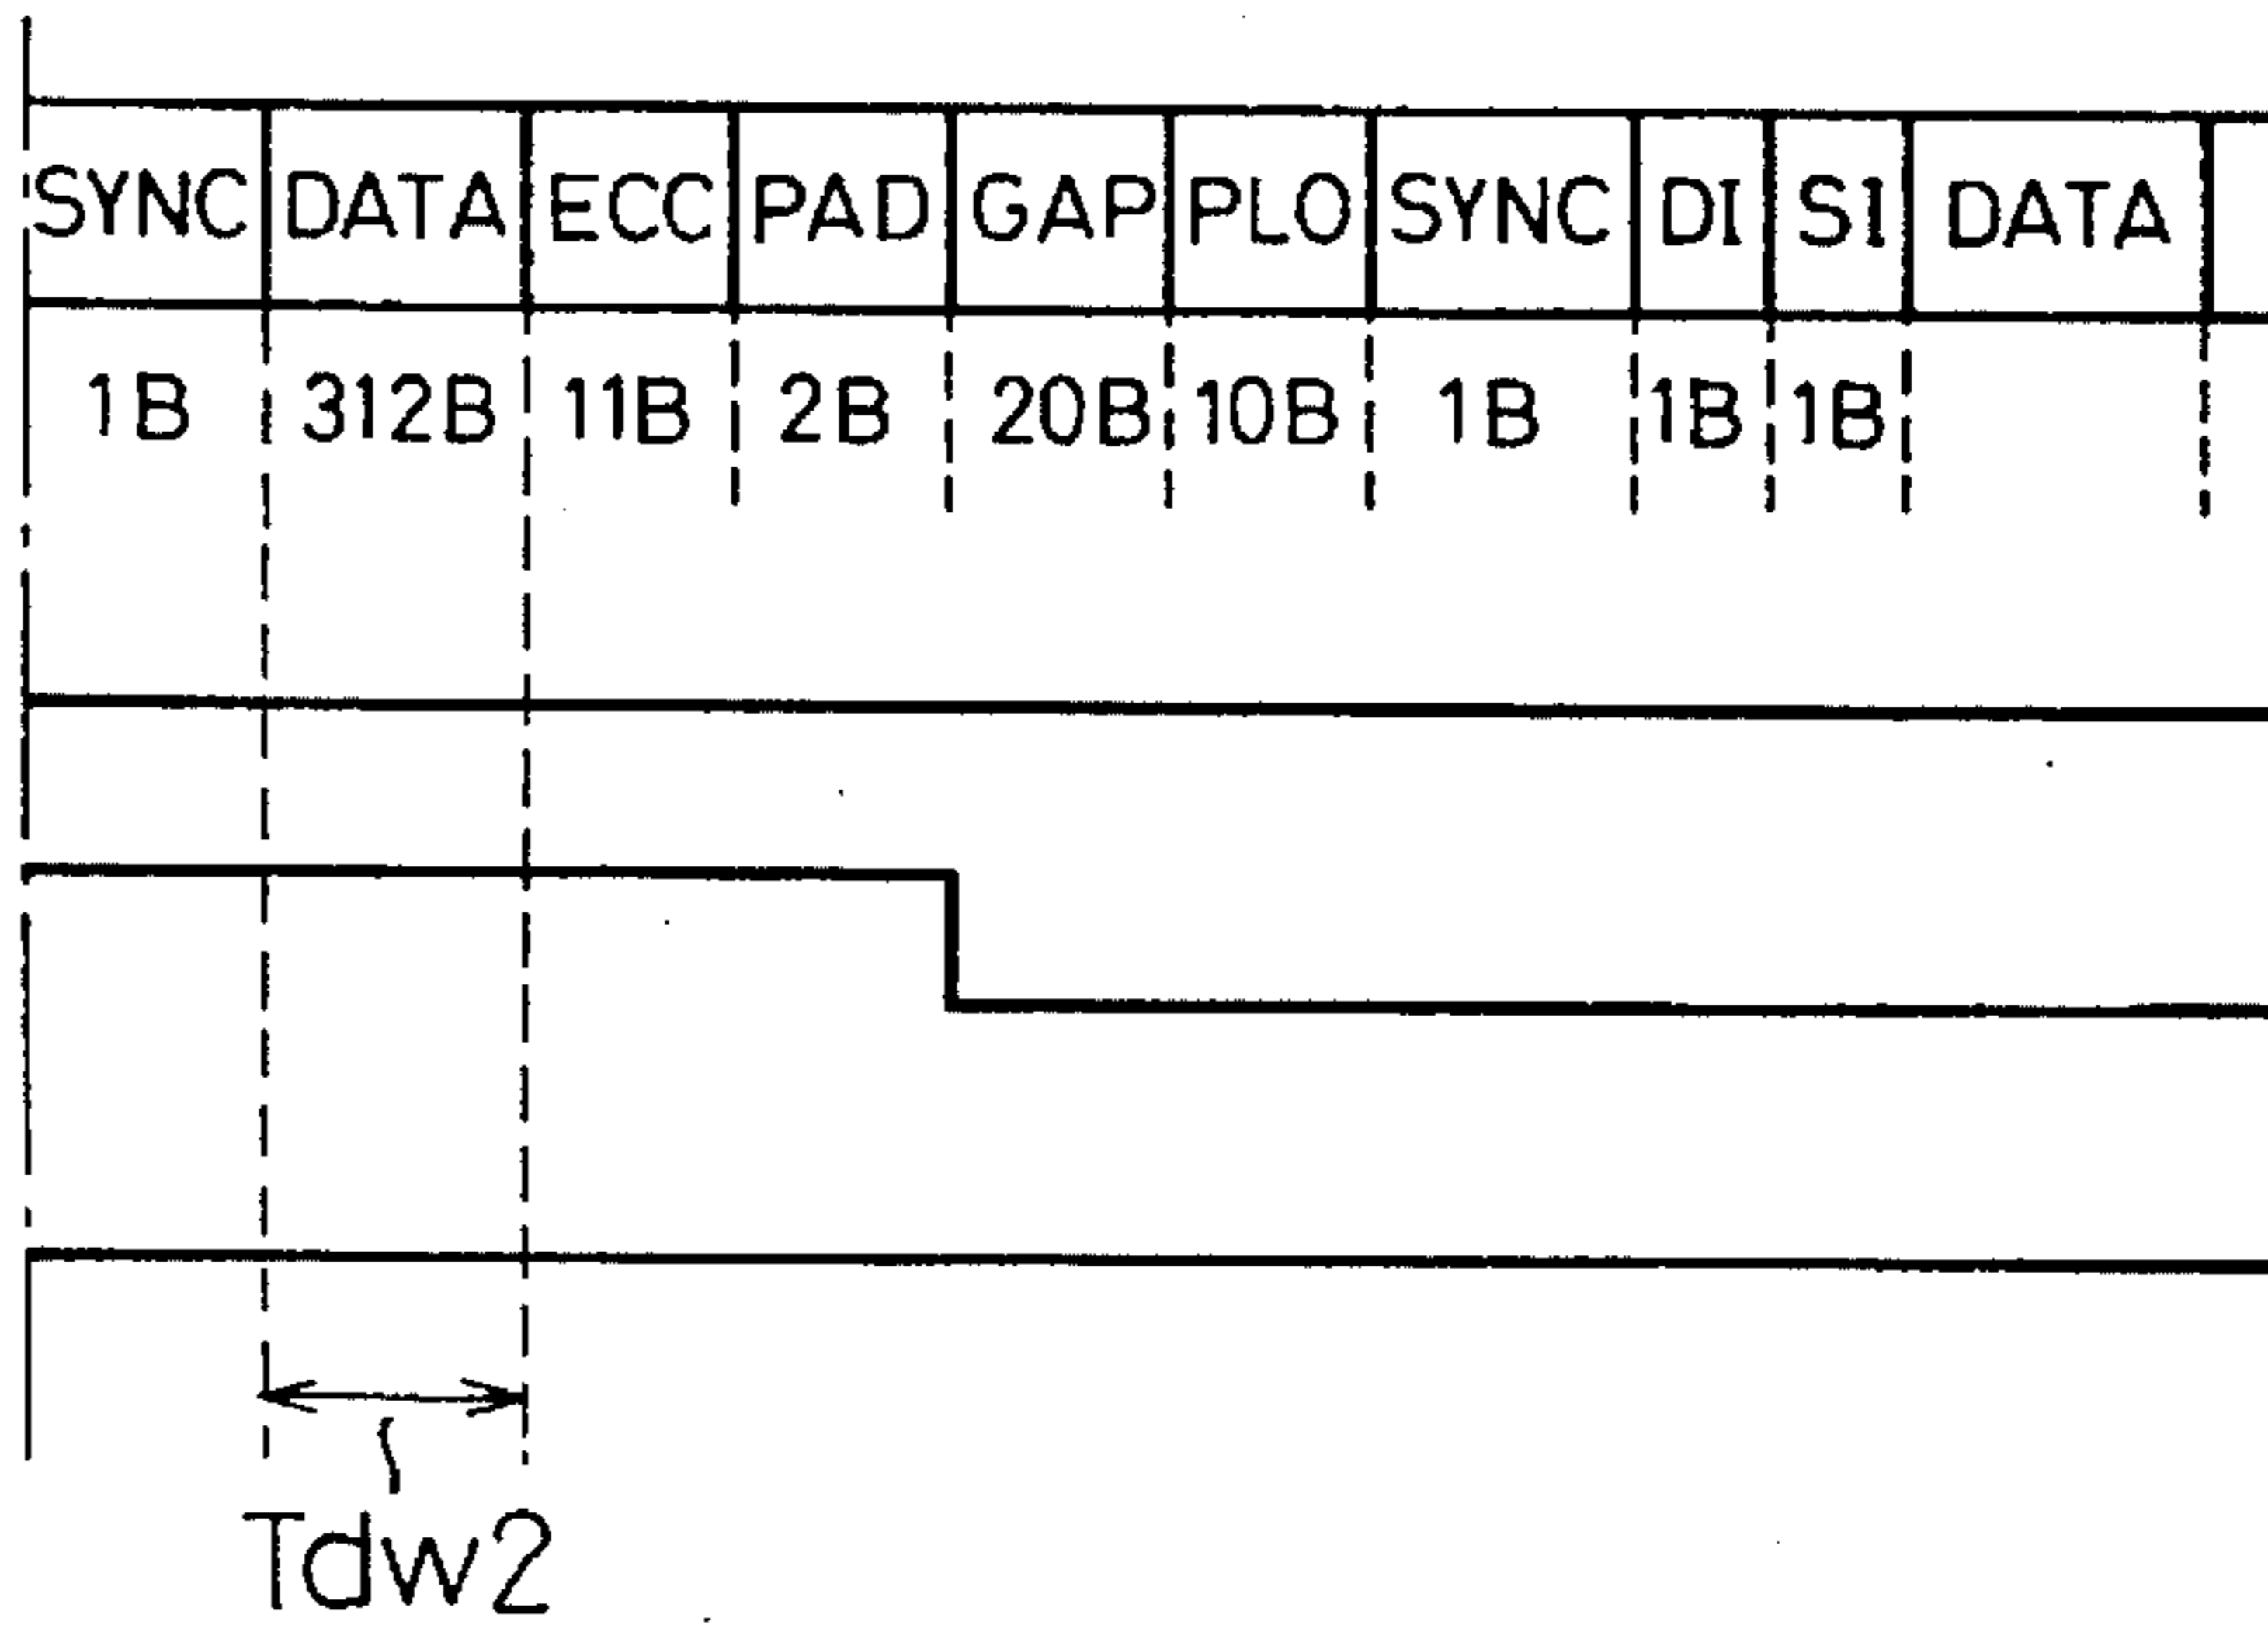 SYNC DATA ECC PAD GAP PLO SYNC DI SI DATA
1B 312B 11B 2B 20B 10B 1B 1B 1B
Tdw2